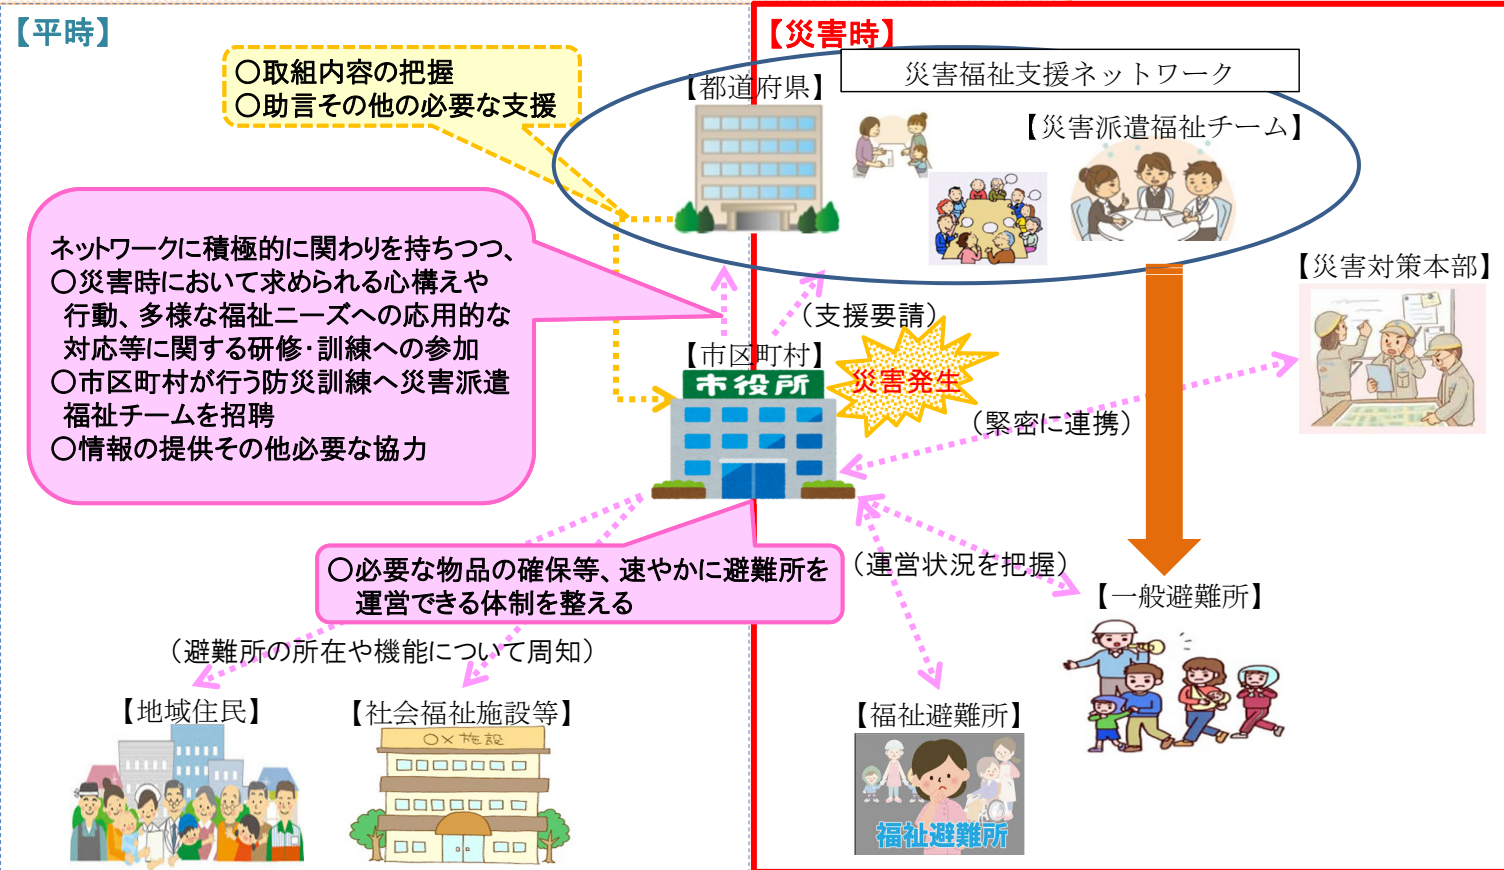 【平時】
〇取組内容の把握
〇助言その他の必要な支援
ネットワークに積極的に関わりを持ちつつ、
〇災害時において求められる心構えや
行動、多様な福祉ニーズへの応用的な
対応等に関する研修・訓練への参加
〇市区町村が行う防災訓練へ災害派遣
福祉チームを招聘
〇情報の提供その他必要な協力
【災害時】
災害福祉支援ネットワーク
【都道府県】
【災害派遣福祉チーム】
【災害対策本部】
（支援要請）
【市区町村】
市役所
災害発生
（緊密に連携）
〇必要な物品の確保等、速やかに避難所を
運営できる体制を整える
（運営状況を把握）
【一般避難所】
（避難所の所在や機能について周知）
【地域住民】
【社会福祉施設等】
〇×施設
【福祉避難所】
福祉避難所